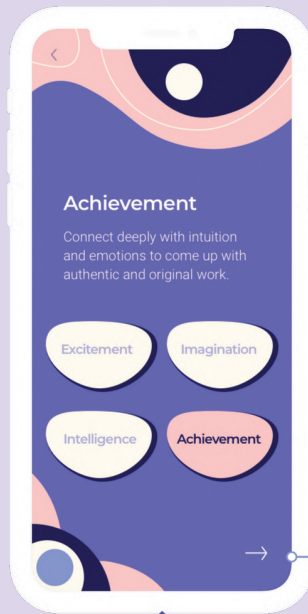 Achievement
Connect deeply with intuition
and emotions to come up with
authentic and original work.
Excitement
Imagination
Intelligence
Achievement